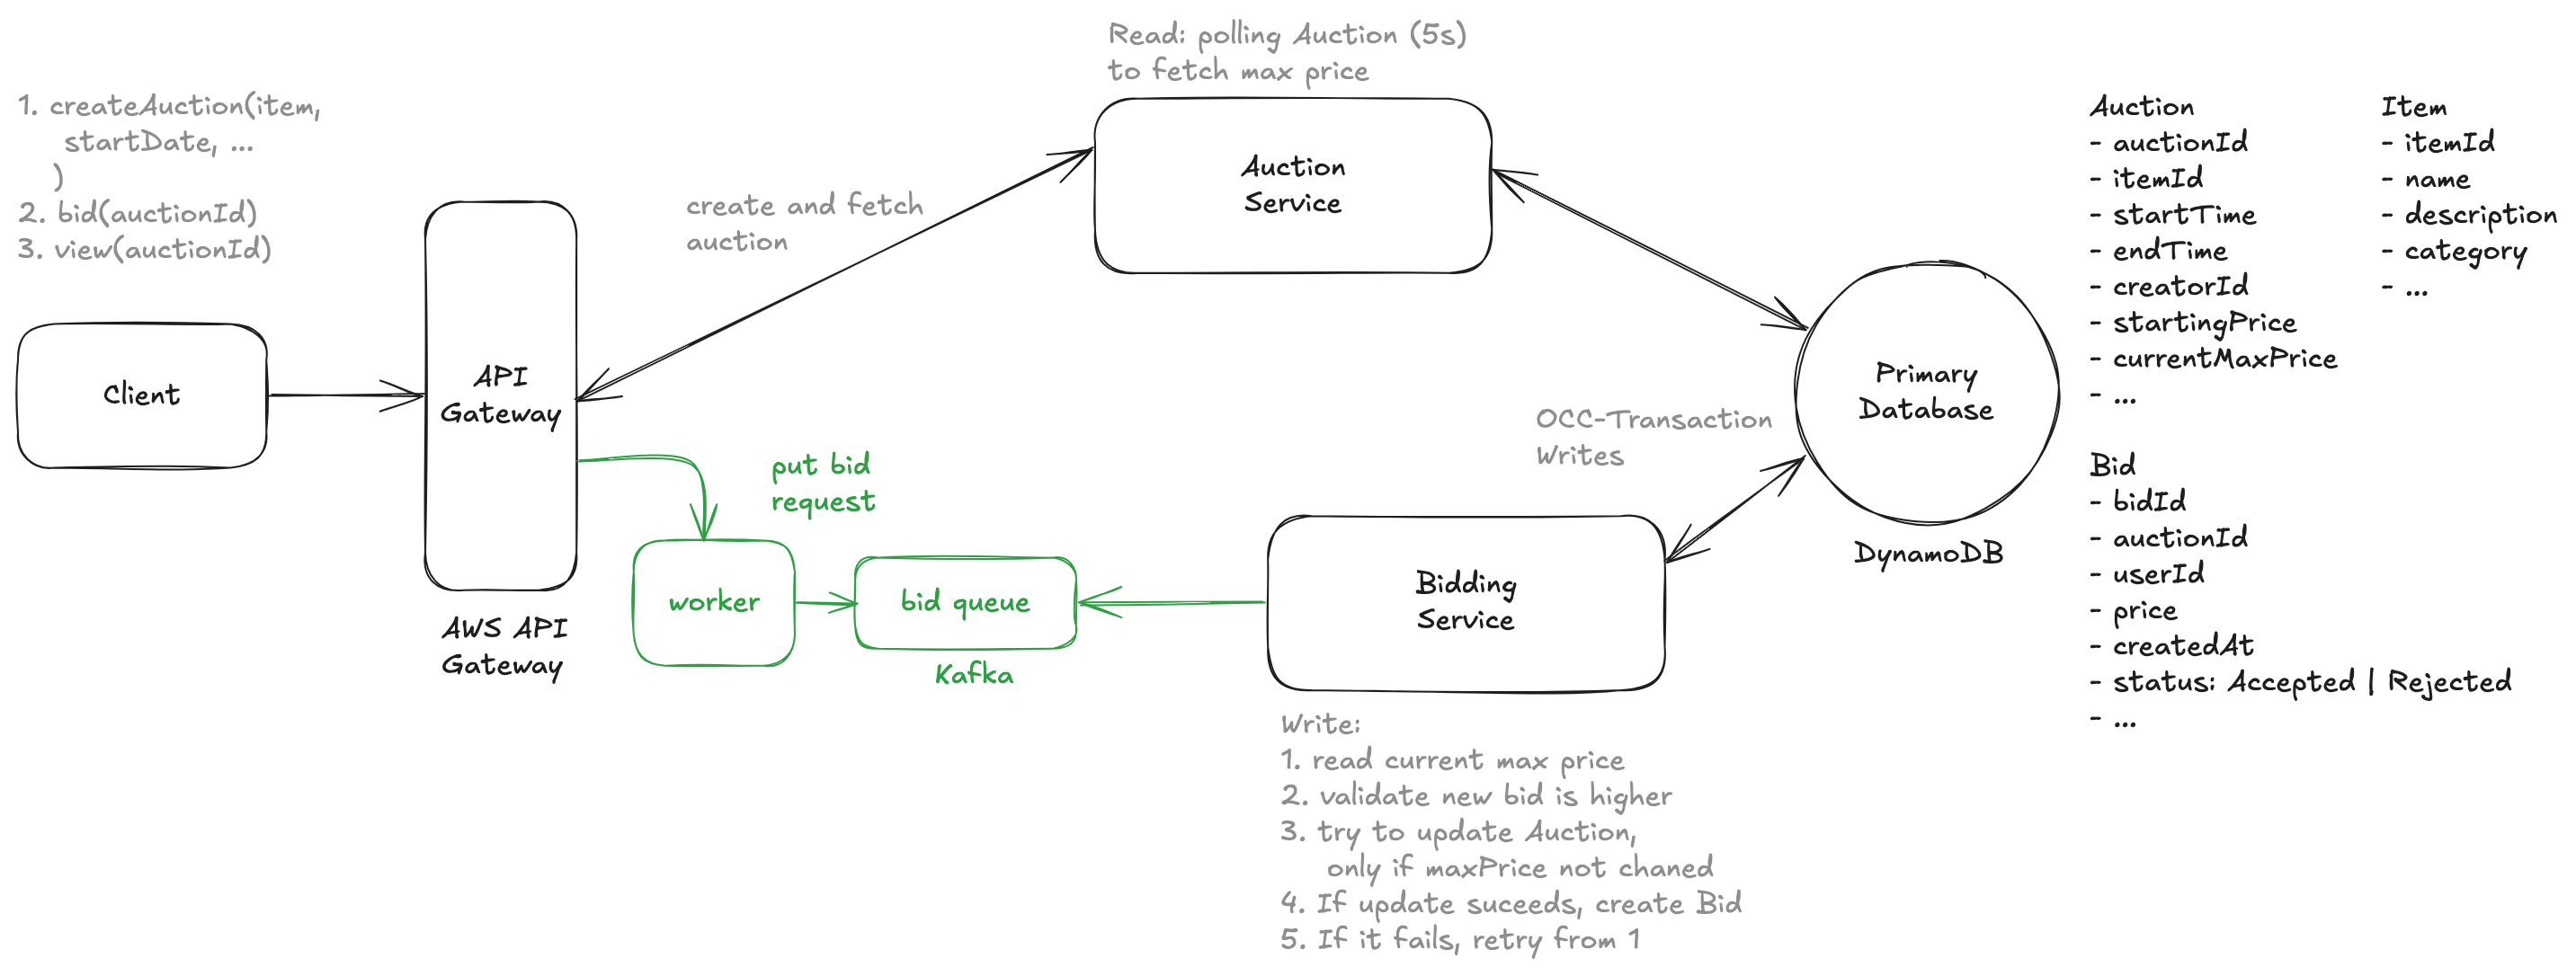 Read: polling Auction (5s)
to fetch max price
1. createAuction(item,
startDate, ...
)
2. bid(auctionId)
3. view(auctionId)
Client
API
Gateway
AWS API
Gateway
create and fetch
auction
Auction
Service
put bid
request
worker
bid queue
Kafka
Bidding
Service
Write:
1. read current max price
2. validate new bid is higher
3. try to update Auction,
only if maxPrice not chaned
4. If update suceeds, create Bid
5. If it fails, retry from 1
OCC-Transaction
Writes
Primary
Database
DynamoDB
Auction
- auctionId
- itemId
- startTime
- endTime
- creatorId
- startingPrice
- currentMaxPrice
- ...
Item
- itemId
- name
- description
- category
- ...
Bid
- bidId
- auctionId
- userId
- price
- createdAt
- status: Accepted | Rejected
- ...